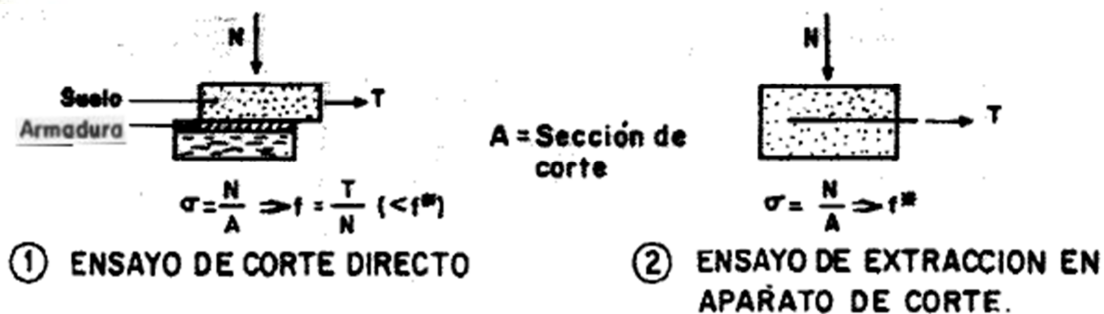 N
Suelo
T
Armadura
σ = N/A ⇒ f = T/N (< f*)
① ENSAYO DE CORTE DIRECTO
A = Sección de
corte
N
T
σ = N/A ⇒ f*
② ENSAYO DE EXTRACCION EN
APARATO DE CORTE.